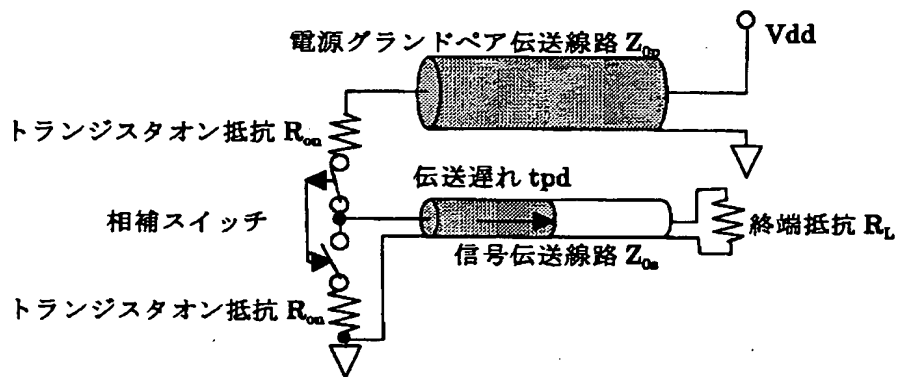 電源グランドペア伝送線路 Z0p
Vdd
トランジスタオン抵抗 Ron
伝送遅れ tpd
相補スイッチ
終端抵抗 RL
信号伝送線路 Z0s
トランジスタオン抵抗 Ron